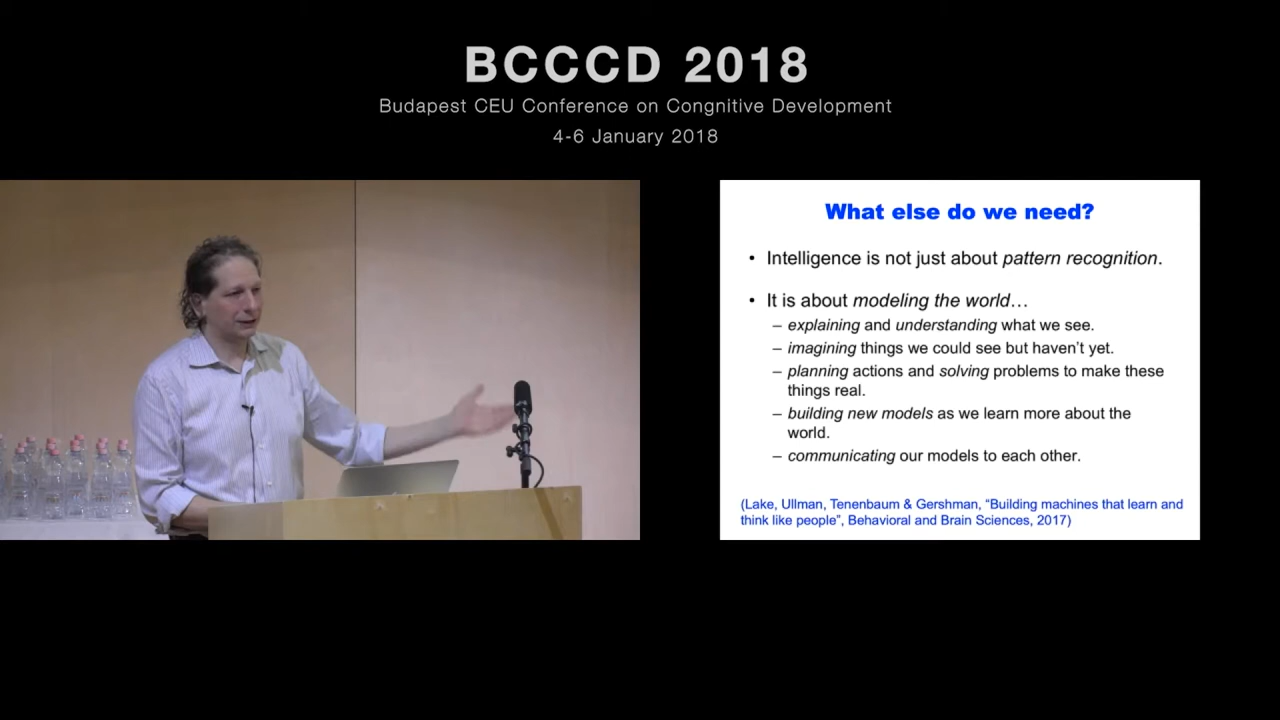 BCCCD 2018
Budapest CEU Conference on Congnitive Development
4-6 January 2018
What else do we need?
• Intelligence is not just about pattern recognition.
• It is about modeling the world…
– explaining and understanding what we see.
– imagining things we could see but haven't yet.
– planning actions and solving problems to make these
things real.
– building new models as we learn more about the
world.
– communicating our models to each other.
(Lake, Ullman, Tenenbaum & Gershman, “Building machines that learn and
think like people”, Behavioral and Brain Sciences, 2017)